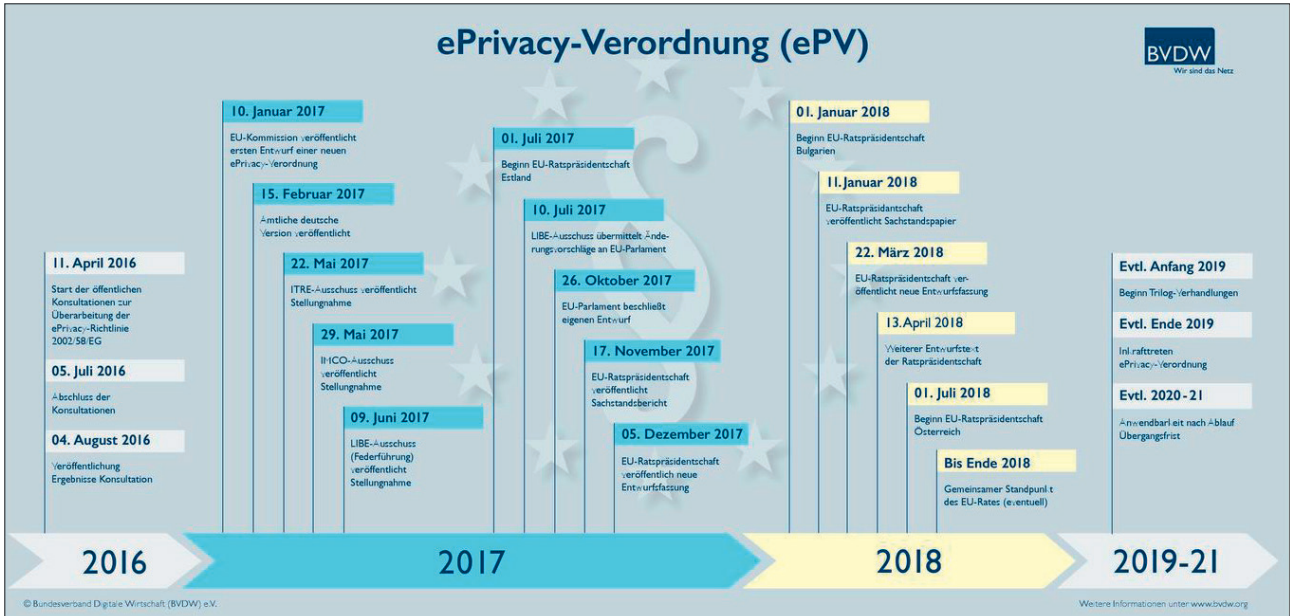 ePrivacy-Verordnung (ePV)
BVDW
Wir sind das Netz
11. April 2016
Start der öffentlichen
Konsultationen zur
Überarbeitung der
ePrivacy-Richtlinie
2002/58/EG
05. Juli 2016
Abschluss der
Konsultationen
04. August 2016
Veröffentlichung
Ergebnisse Konsultation
10. Januar 2017
EU-Kommission veröffentlicht
ersten Entwurf einer neuen
ePrivacy-Verordnung
15. Februar 2017
Amtliche deutsche
Version veröffentlicht
22. Mai 2017
ITRE-Ausschuss veröffentlicht
Stellungnahme
29. Mai 2017
IMCO-Ausschuss
veröffentlicht
Stellungnahme
09. Juni 2017
LIBE-Ausschuss
(Federführung)
veröffentlicht
Stellungnahme
01. Juli 2017
Beginn EU-Ratspräsidentschaft
Estland
10. Juli 2017
LIBE-Ausschuss übermittelt Ände-
rungsvorschläge an EU-Parlament
26. Oktober 2017
EU-Parlament beschließt
eigenen Entwurf
17. November 2017
EU-Ratspräsidentschaft
veröffentlicht
Sachstandsbericht
05. Dezember 2017
EU-Ratspräsidentschaft
veröffentlich neue
Entwurfsfassung
01. Januar 2018
Beginn EU-Ratspräsidentschaft
Bulgarien
11. Januar 2018
EU-Ratspräsidantschaft
veröffentlicht Sachstandspapier
22. März 2018
EU-Ratspräsidentschaft ver-
öffentlicht neue Entwurfsfassung
13. April 2018
Weiterer Entwurfstext
der Ratspräsidentschaft
01. Juli 2018
Beginn EU-Ratspräsidentschaft
Österreich
Bis Ende 2018
Gemeinsamer Standpunkt
des EU-Rates (eventuell)
Evtl. Anfang 2019
Beginn Trilog-Verhandlungen
Evtl. Ende 2019
Inkrafttreten
ePrivacy-Verordnung
Evtl. 2020-21
Anwendbarkeit nach Ablauf
Übergangsfrist
2016
2017
2018
2019-21
© Bundesverband Digitale Wirtschaft (BVDW) e.V.
Weitere Informationen unter www.bvdw.org